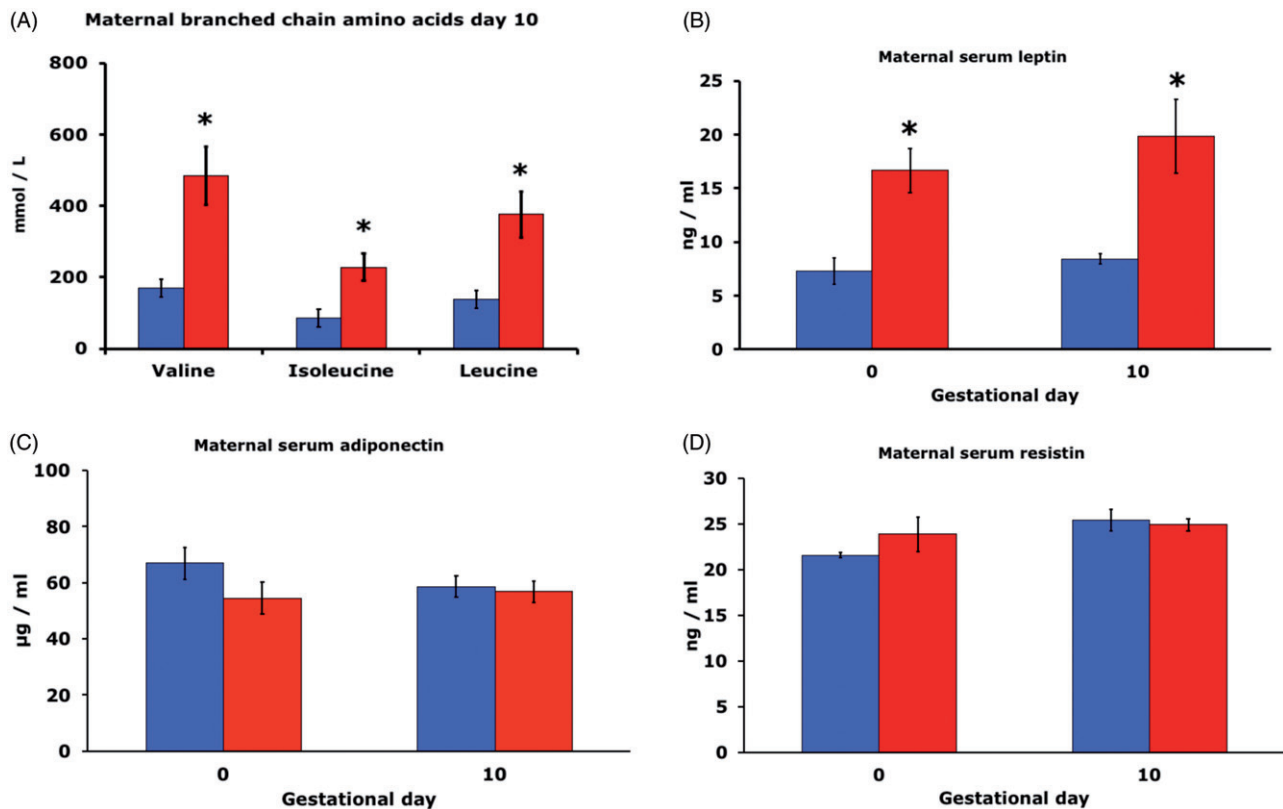 (A)
Maternal branched chain amino acids day 10
mmol / L
800
600
400
200
0
*
*
*
Valine Isoleucine Leucine
(B)
Maternal serum leptin
ng / ml
25
20
15
10
5
0
*
*
0 10
Gestational day
(C)
Maternal serum adiponectin
µg / ml
100
80
60
40
20
0
0 10
Gestational day
(D)
Maternal serum resistin
ng / ml
30
25
20
15
10
5
0
0 10
Gestational day